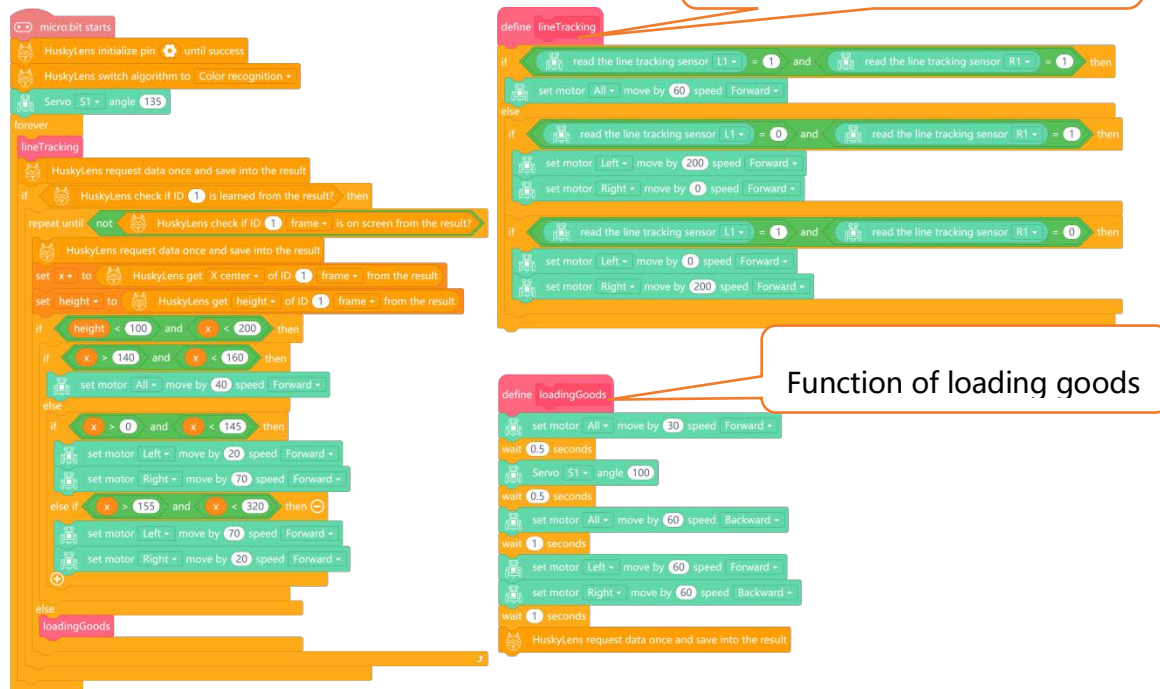 micro:bit starts
HuskyLens initialize pin until success
HuskyLens switch algorithm to Color recognition
Servo S1 angle 135
forever
lineTracking
HuskyLens request data once and save into the result
if HuskyLens check if ID 1 is learned from the result? then
repeat until not HuskyLens check if ID 1 frame is on screen from the result?
HuskyLens request data once and save into the result
set x to HuskyLens get X center of ID 1 frame from the result
set height to HuskyLens get height of ID 1 frame from the result
if height < 100 and x < 200 then
if x > 140 and x < 160 then
set motor All move by 40 speed Forward
else
if x > 0 and x < 145 then
set motor Left move by 20 speed Forward
set motor Right move by 70 speed Forward
else if x > 155 and x < 320 then
set motor Left move by 70 speed Forward
set motor Right move by 20 speed Forward
else
loadingGoods
define lineTracking
if read the line tracking sensor L1 = 1 and read the line tracking sensor R1 = 1 then
set motor All move by 60 speed Forward
else
if read the line tracking sensor L1 = 0 and read the line tracking sensor R1 = 1 then
set motor Left move by 200 speed Forward
set motor Right move by 0 speed Forward
if read the line tracking sensor L1 = 1 and read the line tracking sensor R1 = 0 then
set motor Left move by 0 speed Forward
set motor Right move by 200 speed Forward
Function of loading goods
define loadingGoods
set motor All move by 30 speed Forward
wait 0.5 seconds
Servo S1 angle 100
wait 0.5 seconds
set motor All move by 60 speed Backward
wait 1 seconds
set motor Left move by 60 speed Forward
set motor Right move by 60 speed Backward
wait 1 seconds
HuskyLens request data once and save into the result